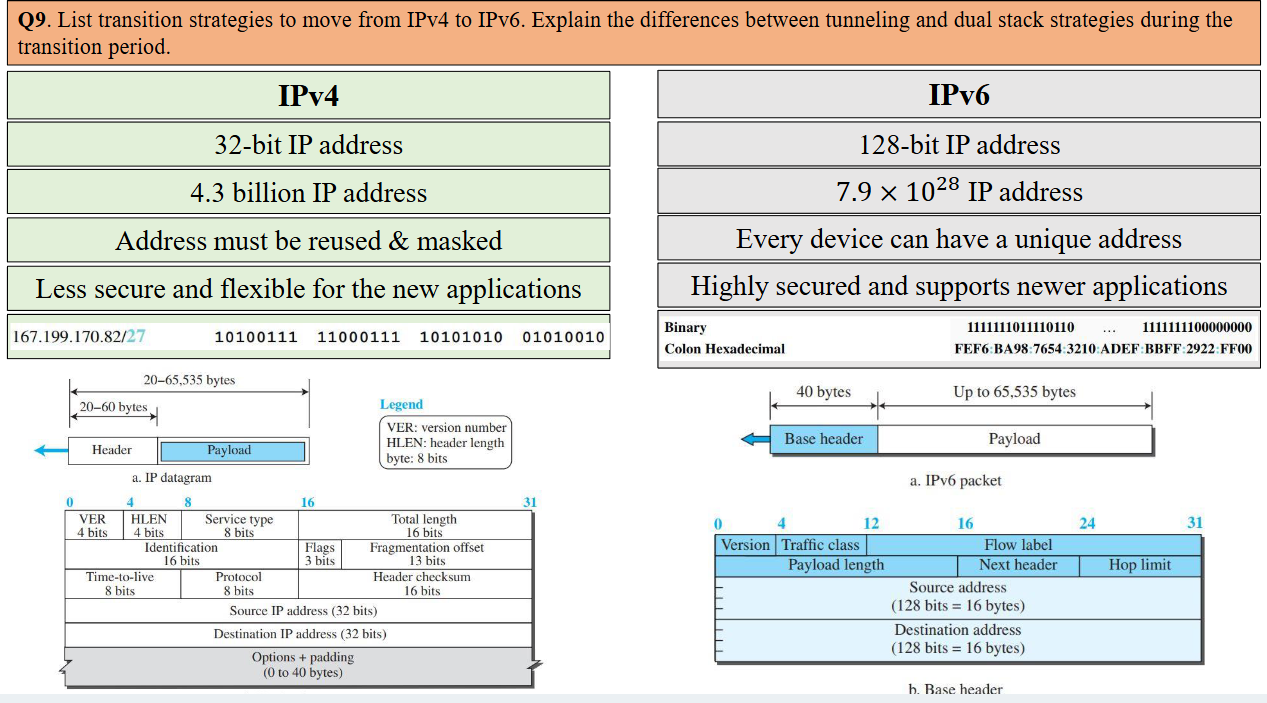 Q9. List transition strategies to move from IPv4 to IPv6. Explain the differences between tunneling and dual stack strategies during the
transition period.
IPv4
32-bit IP address
4.3 billion IP address
Address must be reused & masked
Less secure and flexible for the new applications
167.199.170.82/27 10100111 11000111 10101010 01010010
20–65,535 bytes
20–60 bytes
Header Payload
a. IP datagram
Legend
VER: version number
HLEN: header length
byte: 8 bits
0 4 8 16 31
VER
4 bits
HLEN
4 bits
Service type
8 bits
Total length
16 bits
Identification
16 bits
Flags
3 bits
Fragmentation offset
13 bits
Time-to-live
8 bits
Protocol
8 bits
Header checksum
16 bits
Source IP address (32 bits)
Destination IP address (32 bits)
Options + padding
(0 to 40 bytes)
IPv6
128-bit IP address
7.9 × 10²⁸ IP address
Every device can have a unique address
Highly secured and supports newer applications
Binary 1111111011110110 ... 1111111100000000
Colon Hexadecimal FEF6:BA98:7654:3210:ADEF:BBFF:2922:FF00
40 bytes Up to 65,535 bytes
Base header Payload
a. IPv6 packet
0 4 12 16 24 31
Version Traffic class Flow label
Payload length Next header Hop limit
Source address
(128 bits = 16 bytes)
Destination address
(128 bits = 16 bytes)
b. Base header